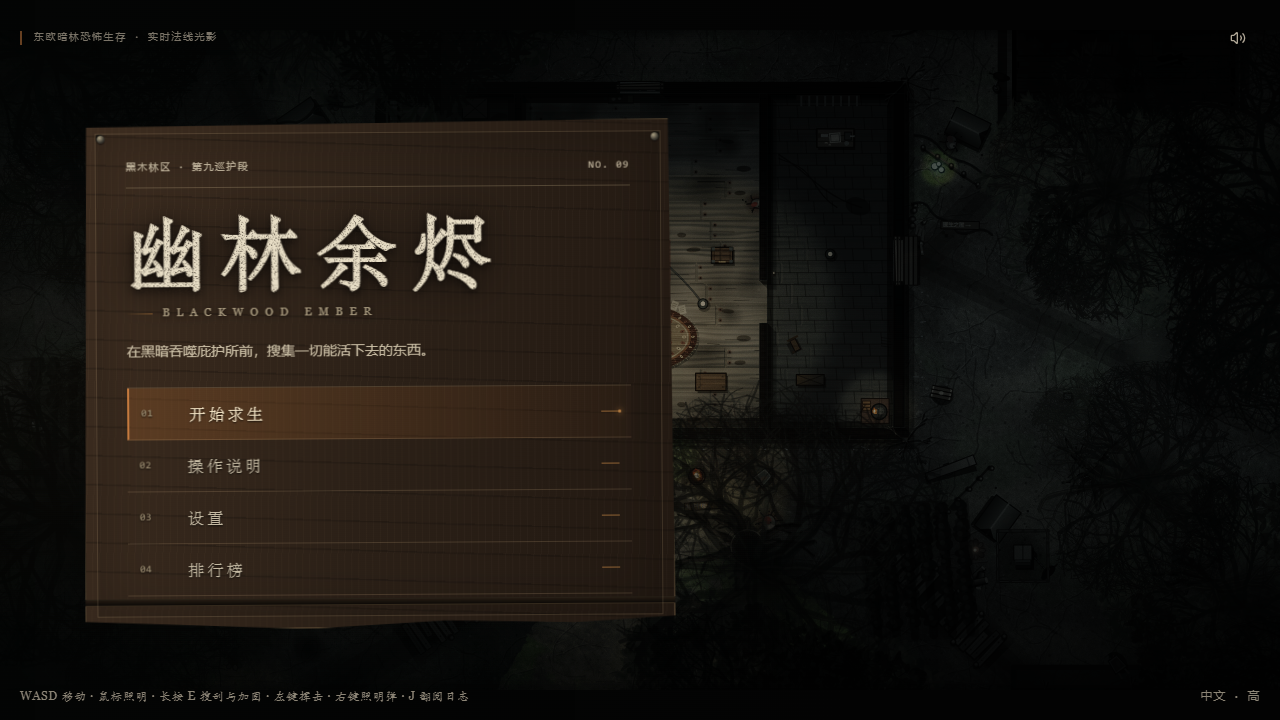 东欧暗林恐怖生存 · 实时法线光影
黑木林区 · 第九巡护段
NO. 09
幽林余烬
BLACKWOOD EMBER
在黑暗吞噬庇护所前，搜集一切能活下去的东西。
01 开始求生
02 操作说明
03 设置
04 排行榜
WASD 移动 · 鼠标照明 · 长按 E 搜刮与加固 · 左键挥击 · 右键照明弹 · J 翻阅日志
中文 · 高